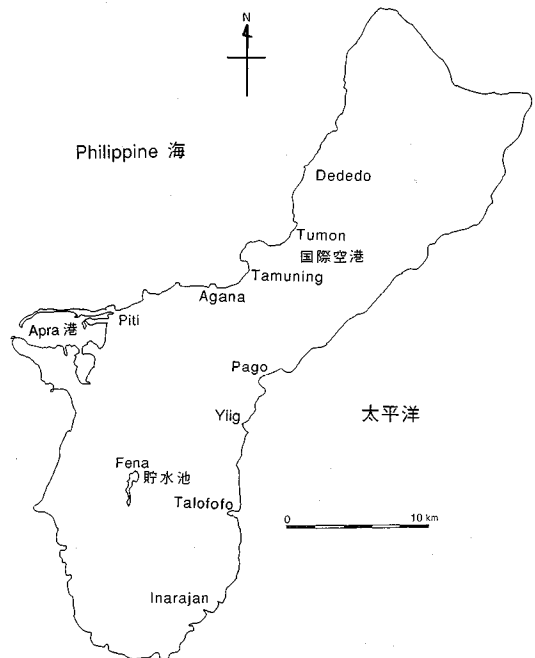 N
Philippine 海
Dededo
Tumon
国際空港
Tamuning
Agana
Apra 港
Piti
Pago
太平洋
Ylig
Fena
貯水池
Talofofo
0 10 km
Inarajan